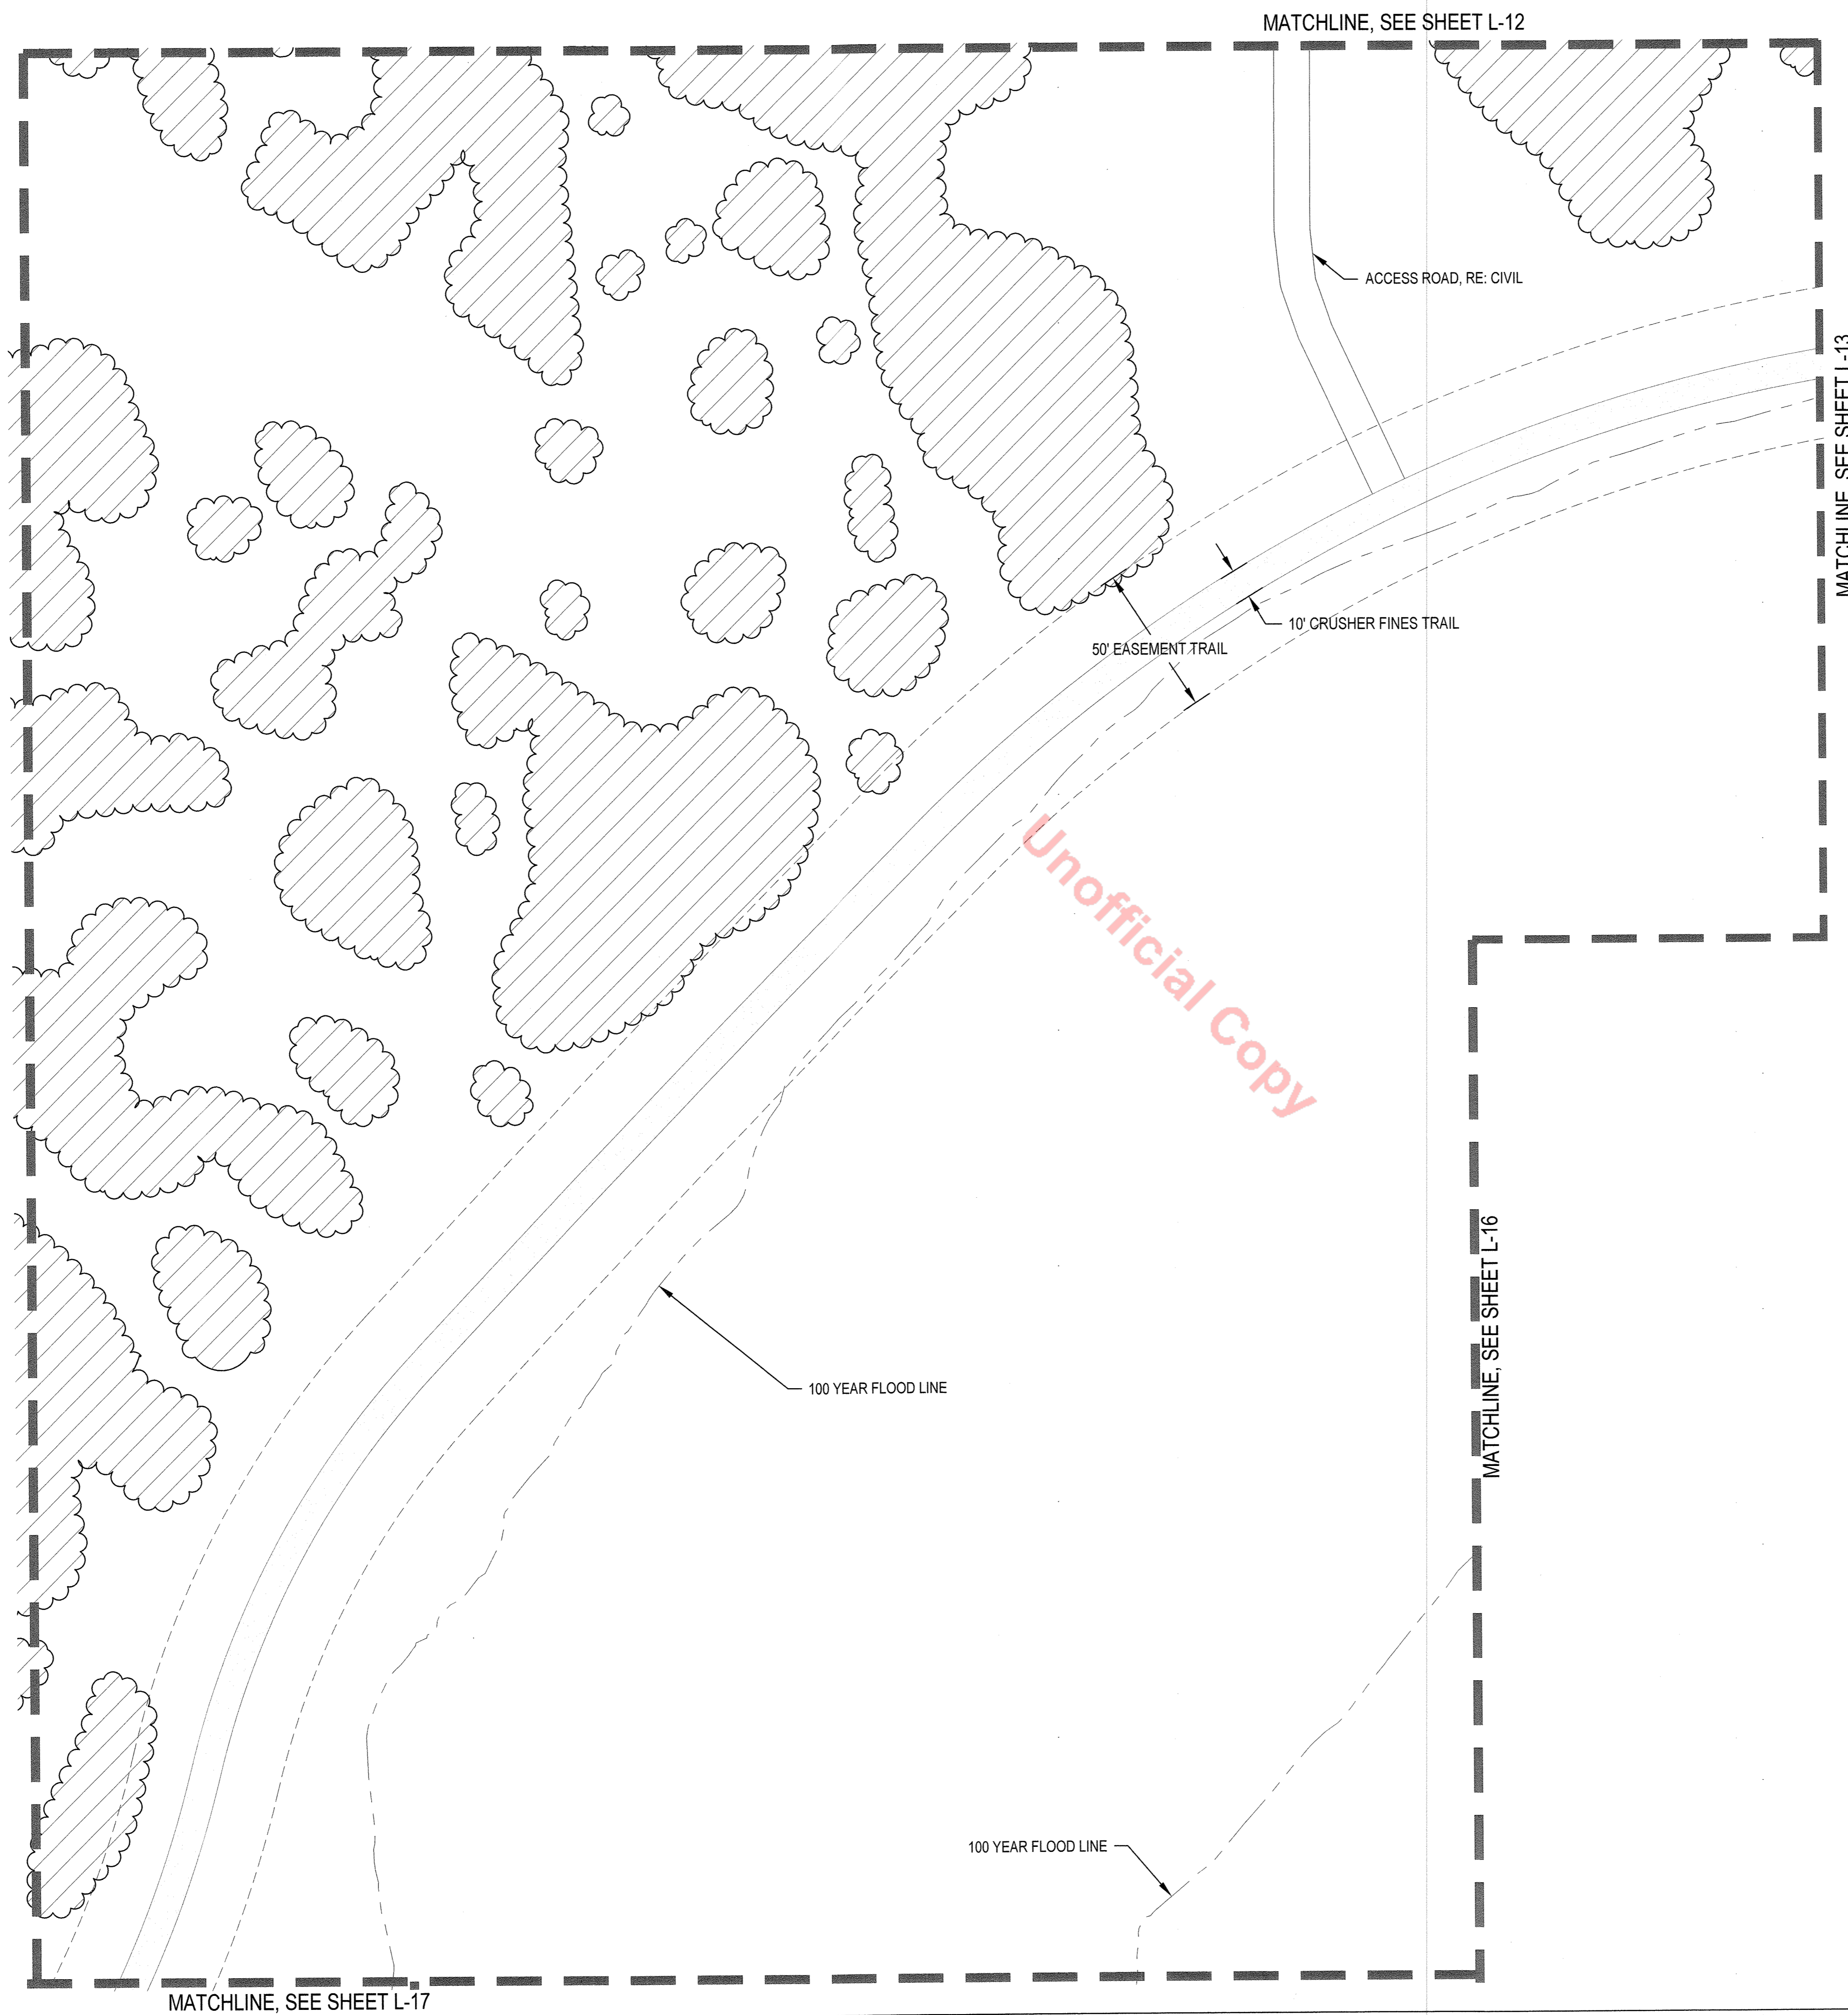 MATCHLINE, SEE SHEET L-12
ACCESS ROAD, RE: CIVIL
MATCHLINE, SEE SHEET L-13
10' CRUSHER FINES TRAIL
50' EASEMENT TRAIL
Unofficial Copy
MATCHLINE, SEE SHEET L-16
100 YEAR FLOOD LINE
100 YEAR FLOOD LINE
MATCHLINE, SEE SHEET L-17